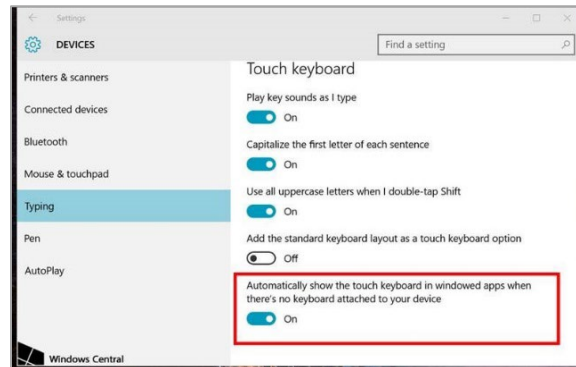 Settings
DEVICES
Find a setting
Printers & scanners
Connected devices
Bluetooth
Mouse & touchpad
Typing
Pen
AutoPlay
Touch keyboard
Play key sounds as I type
On
Capitalize the first letter of each sentence
On
Use all uppercase letters when I double-tap Shift
On
Add the standard keyboard layout as a touch keyboard option
Off
Automatically show the touch keyboard in windowed apps when
there's no keyboard attached to your device
On
Windows Central